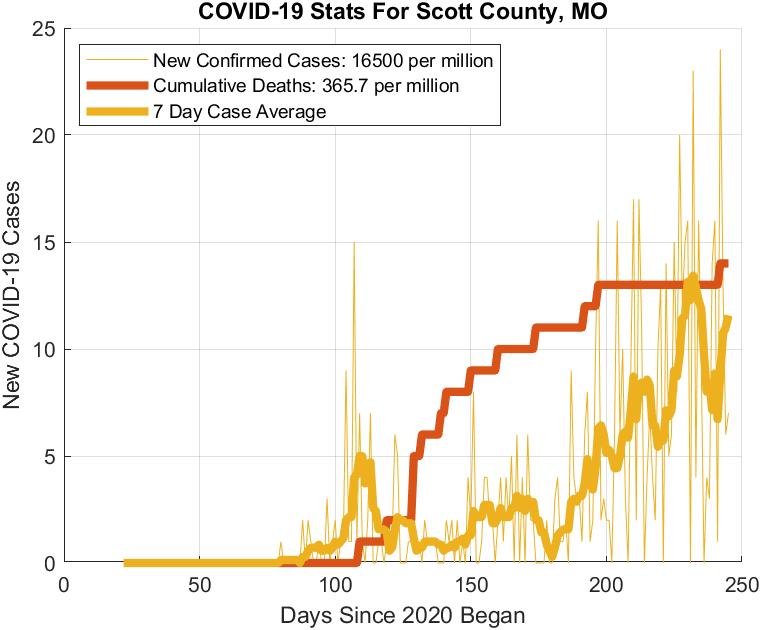 COVID-19 Stats For Scott County, MO
New Confirmed Cases: 16500 per million
Cumulative Deaths: 365.7 per million
7 Day Case Average
New COVID-19 Cases
25
20
15
10
5
0
0 50 100 150 200 250
Days Since 2020 Began